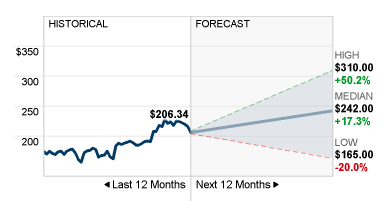 HISTORICAL
FORECAST
$350
300
250
200
$206.34
HIGH
$310.00
+50.2%
MEDIAN
$242.00
+17.3%
LOW
$165.00
-20.0%
Last 12 Months
Next 12 Months